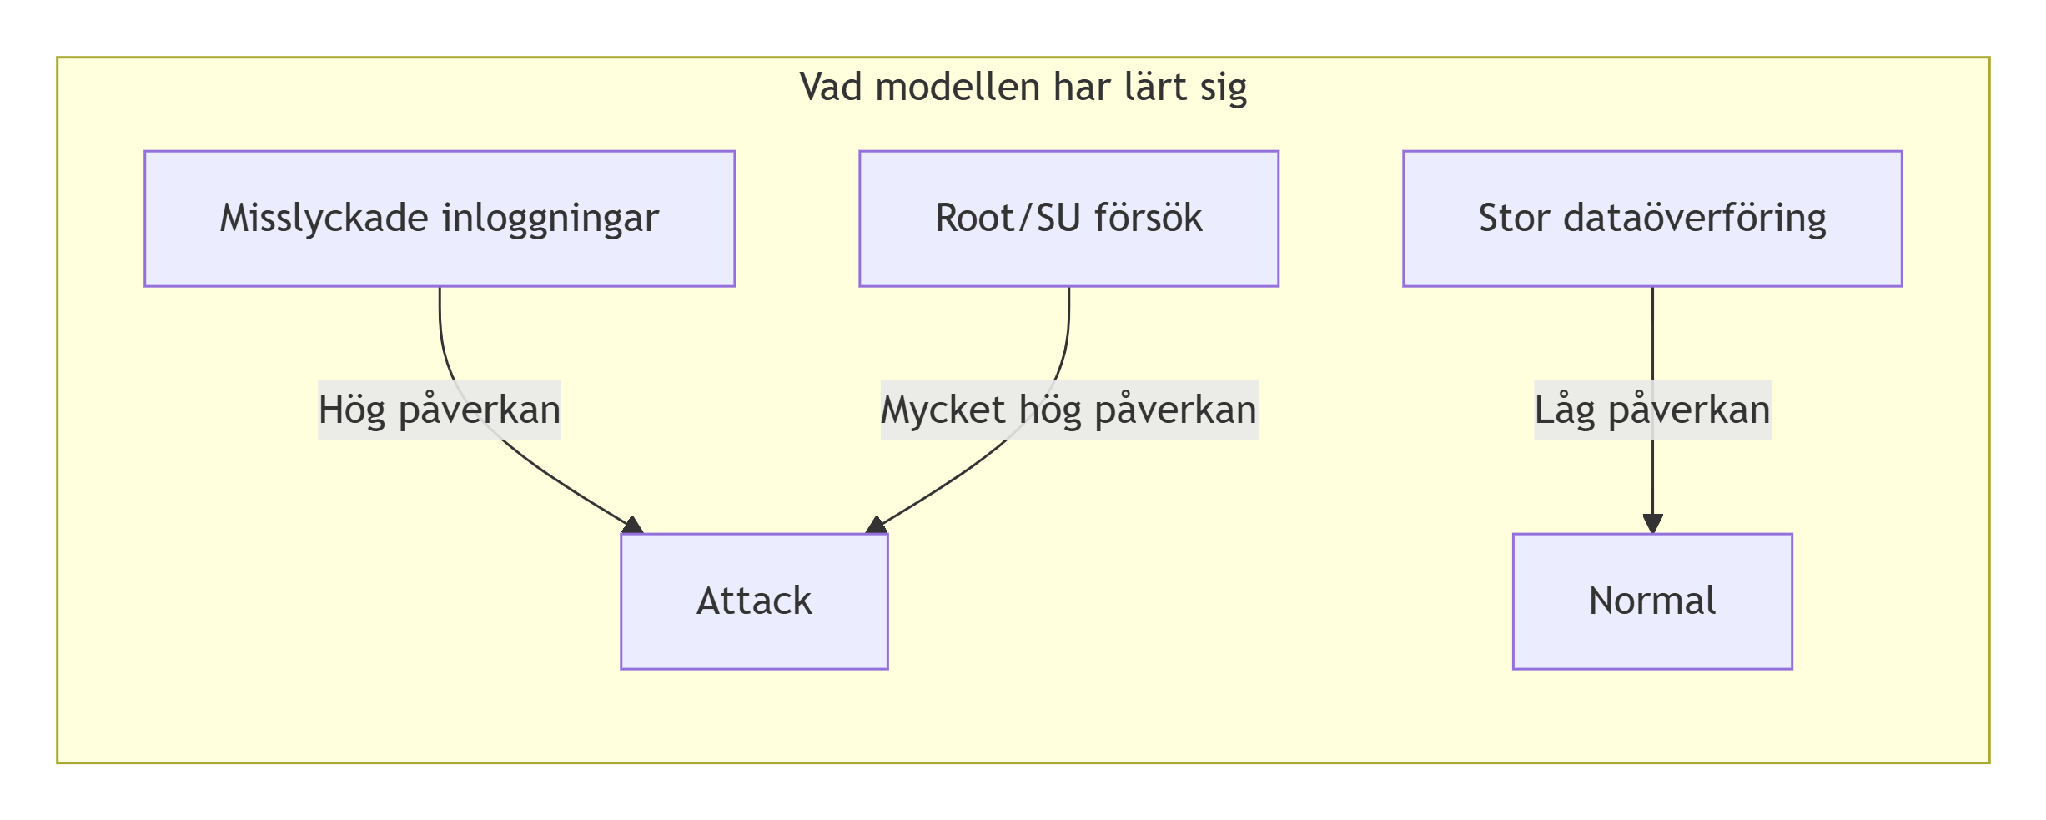 Vad modellen har lärt sig
Misslyckade inloggningar
Root/SU försök
Stor dataöverföring
Hög påverkan
Mycket hög påverkan
Låg påverkan
Attack
Normal